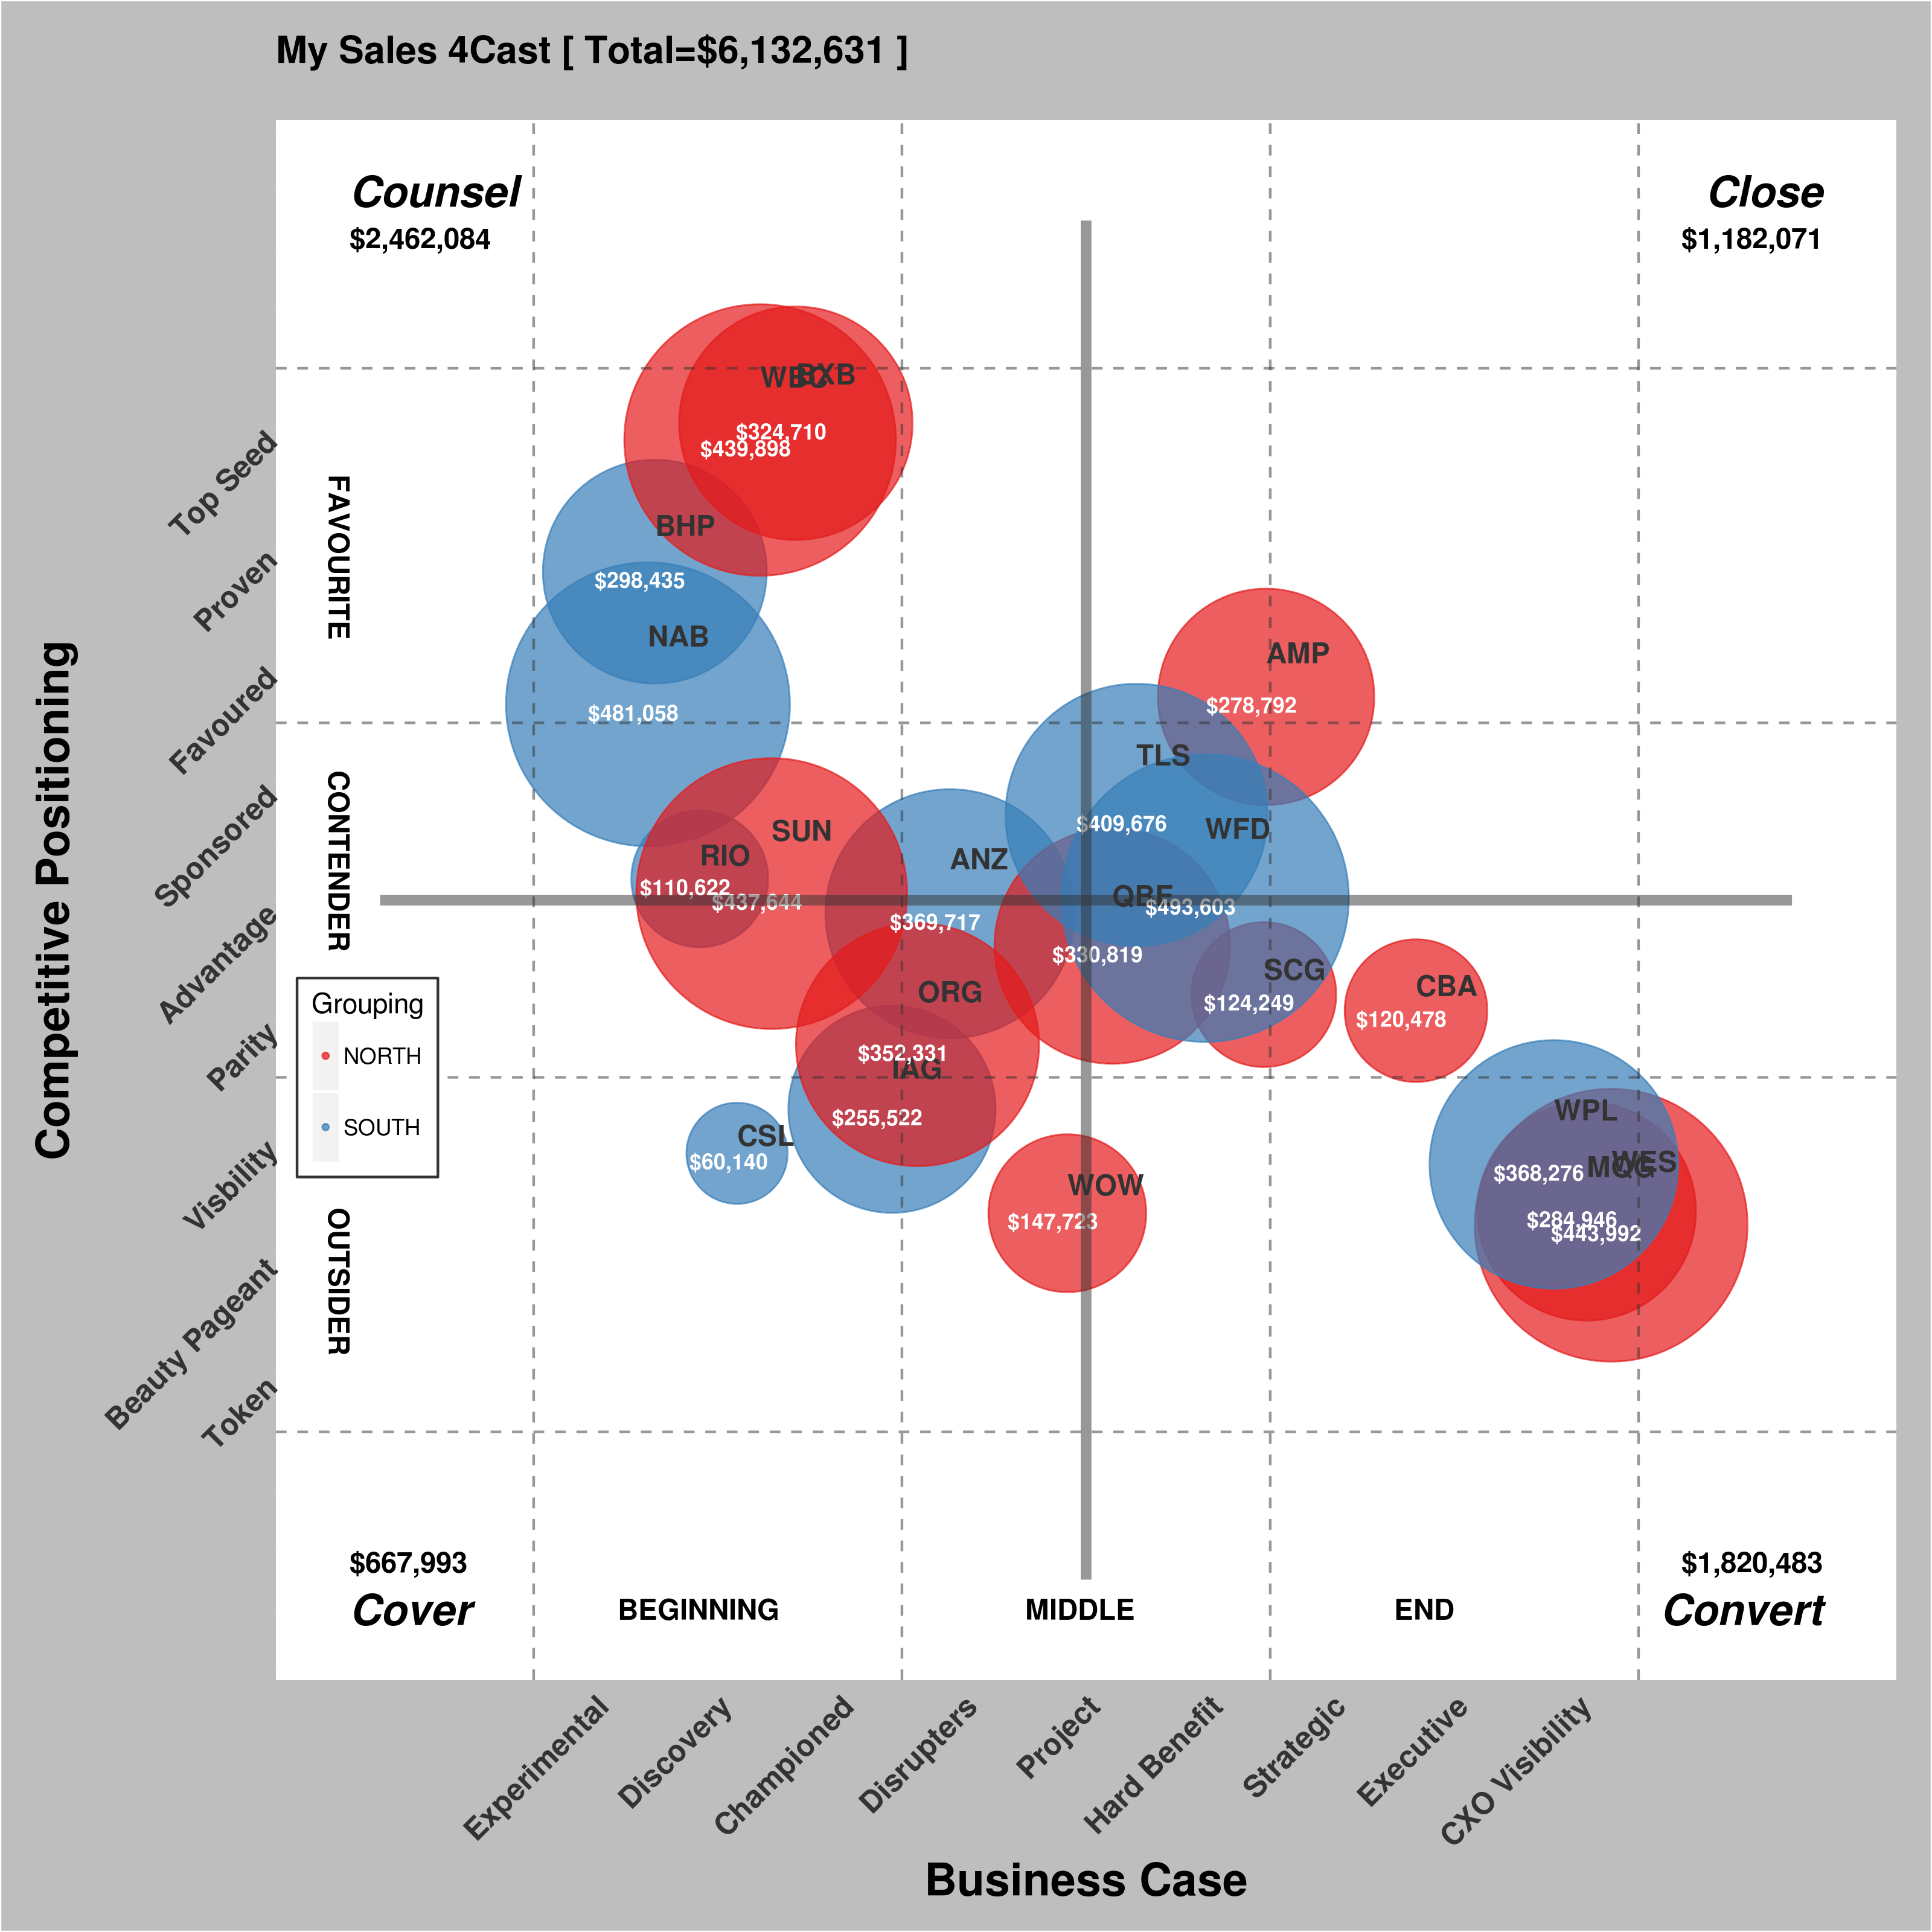 My Sales 4Cast [ Total=$6,132,631 ]
Counsel
$2,462,084
Close
$1,182,071
Competitive Positioning
Top Seed
Proven
Favoured
Sponsored
Advantage
Parity
Visbility
Beauty Pageant
Token
FAVOURITE
CONTENDER
OUTSIDER
WBC
BXB
$324,710
$439,898
BHP
$298,435
NAB
$481,058
AMP
$278,792
TLS
$409,676
SUN
$437,644
RIO
$110,622
WFD
$493,603
ANZ
$369,717
QBE
$330,819
SCG
$124,249
CBA
$120,478
ORG
$352,331
IAG
$255,522
CSL
$60,140
WOW
$147,723
WPL
$368,276
MQG
WES
$284,946
$443,992
Grouping
NORTH
SOUTH
$667,993
Cover
$1,820,483
Convert
BEGINNING
MIDDLE
END
Experimental
Discovery
Championed
Disrupters
Project
Hard Benefit
Strategic
Executive
CXO Visibility
Business Case